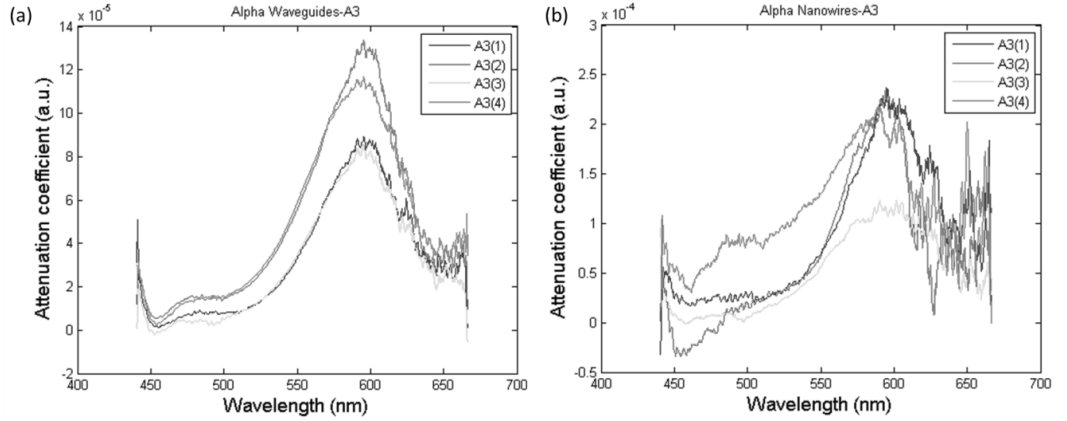 (a)
Alpha Waveguides-A3
x 10⁻⁵
14
12
10
8
6
4
2
0
-2
Attenuation coefficient (a.u.)
400 450 500 550 600 650 700
Wavelength (nm)
A3(1)
A3(2)
A3(3)
A3(4)
(b)
Alpha Nanowires-A3
x 10⁻⁴
3
2.5
2
1.5
1
0.5
0
-0.5
Attenuation coefficient (a.u.)
400 450 500 550 600 650 700
Wavelength (nm)
A3(1)
A3(2)
A3(3)
A3(4)